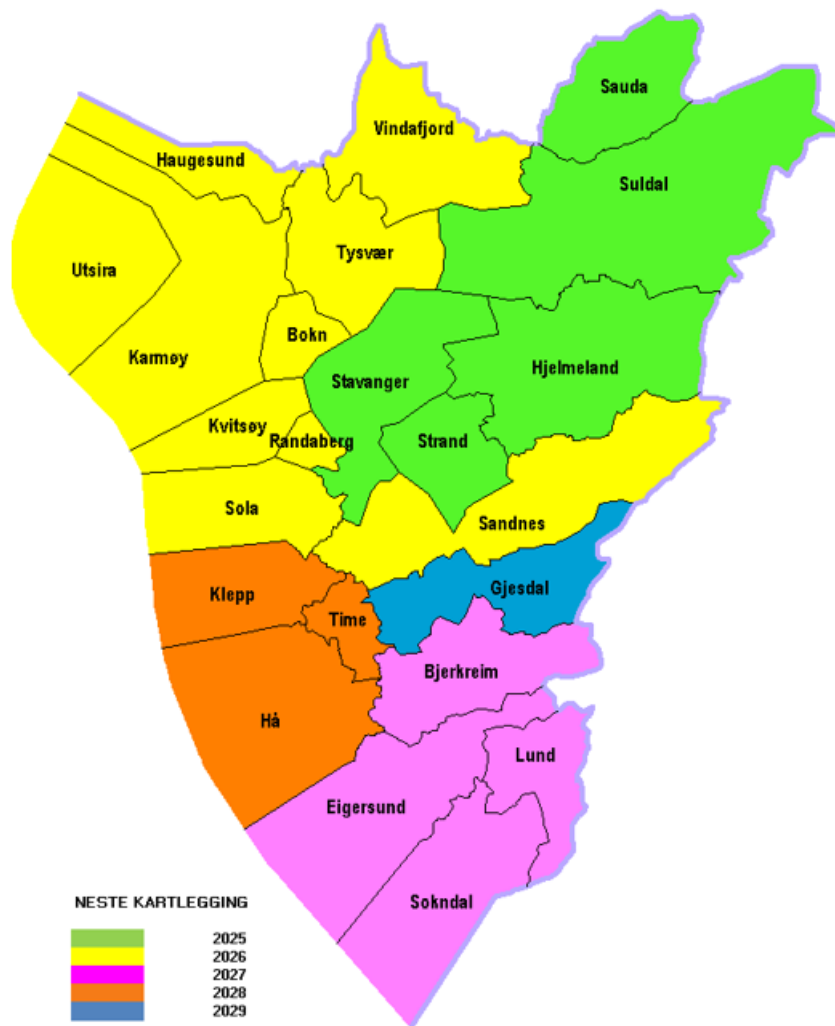 Sauda
Vindafjord
Haugesund
Suldal
Tysvær
Utsira
Bokn
Karmøy
Hjelmeland
Stavanger
Kvitsøy
Randaberg
Strand
Sola
Sandnes
Gjesdal
Klepp
Time
Bjerkreim
Hå
Lund
Eigersund
Sokndal
NESTE KARTLEGGING
2025
2026
2027
2028
2029